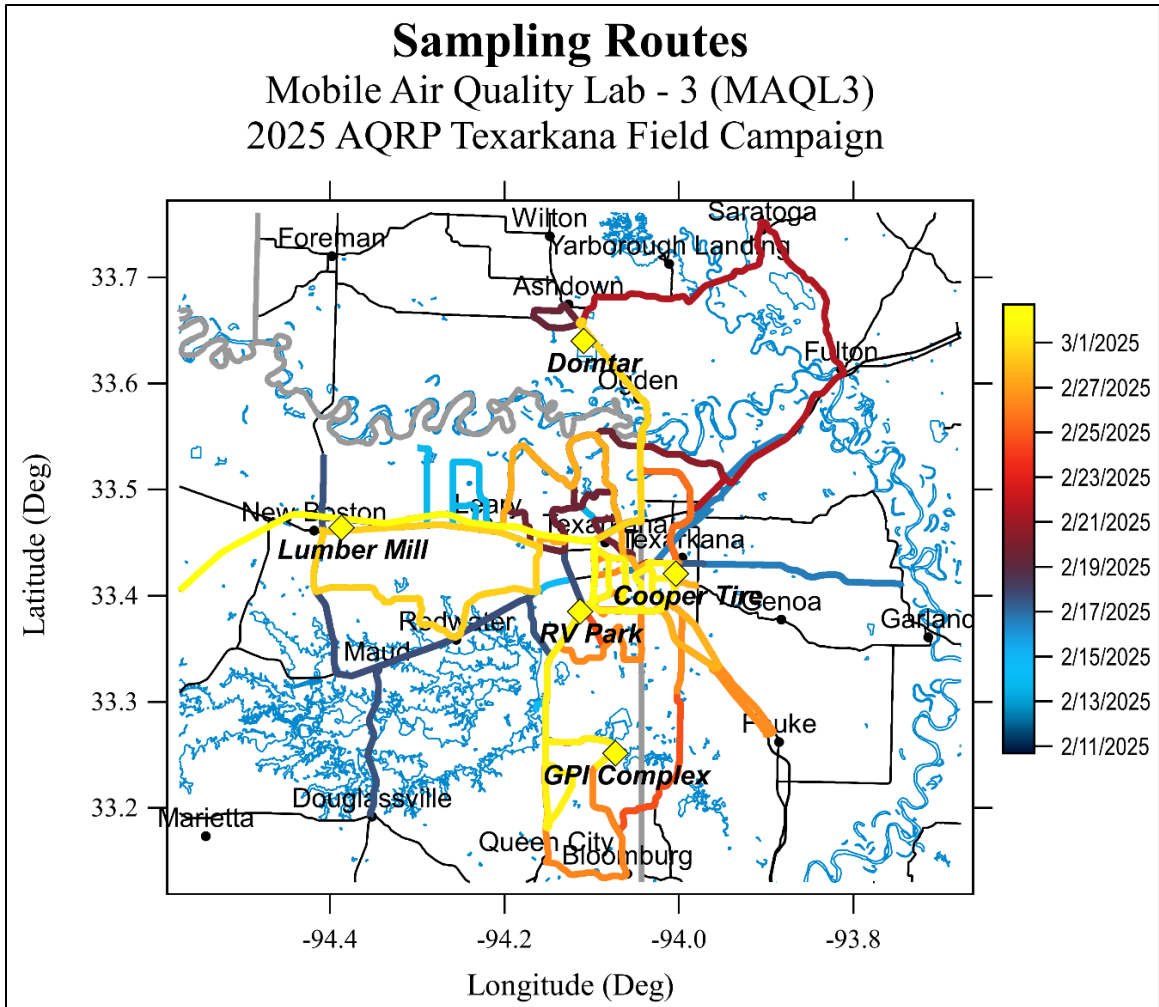 Sampling Routes
Mobile Air Quality Lab - 3 (MAQL3)
2025 AQRP Texarkana Field Campaign
Saratoga
Wilton
Foreman
Yarborough Landing
33.7
Ashdown
3/1/2025
Fulton
Domtar
33.6
Ogden
2/27/2025
2/25/2025
33.5
2/23/2025
Leary
New Boston
2/21/2025
Texarkana
Texarkana
Lumber Mill
2/19/2025
33.4
Cooper Tire
Genoa
2/17/2025
Redwater
RV Park
Garland
Maud
2/15/2025
33.3
2/13/2025
Fouke
2/11/2025
GPI Complex
33.2
Douglassville
Marietta
Queen City
Bloomburg
-94.4
-94.2
-94.0
-93.8
Latitude (Deg)
Longitude (Deg)